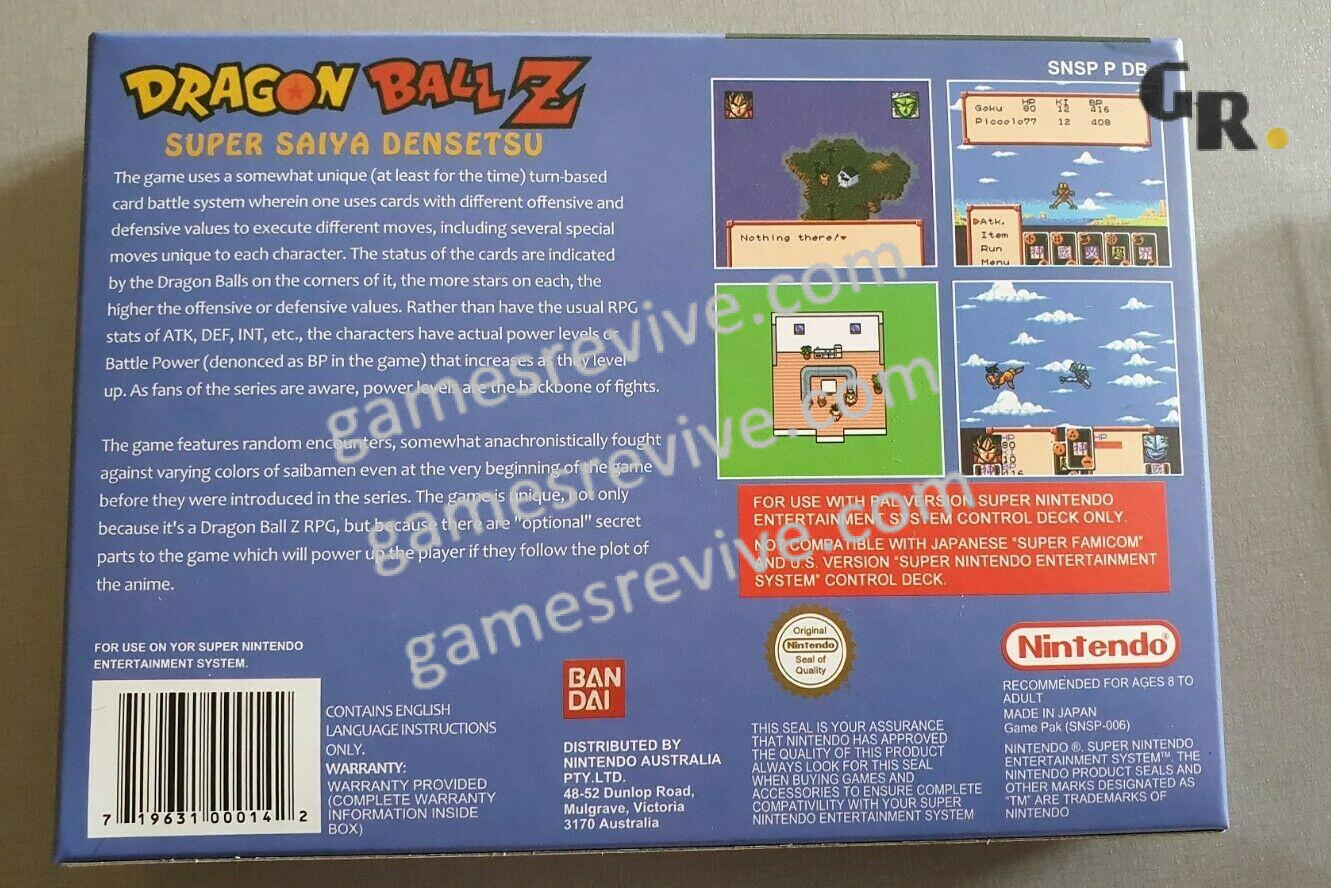 DRAGON BALL Z
SUPER SAIYA DENSETSU
The game uses a somewhat unique (at least for the time) turn-based
card battle system wherein one uses cards with different offensive and
defensive values to execute different moves, including several special
moves unique to each character. The status of the cards are indicated
by the Dragon Balls on the corners of it, the more stars on each, the
higher the offensive or defensive values. Rather than have the usual RPG
stats of ATK, DEF, INT, etc., the characters have actual power levels or
Battle Power (denonced as BP in the game) that increases as they level
up. As fans of the series are aware, power levels are the backbone of fights.
The game features random encounters, somewhat anachronistically fought
against varying colors of saibamen even at the very beginning of the game
before they were introduced in the series. The game is unique, not only
because it's a Dragon Ball Z RPG, but because there are "optional" secret
parts to the game which will power up the player if they follow the plot of
the anime.
FOR USE ON YOR SUPER NINTENDO
ENTERTAINMENT SYSTEM.
7 19631 00014 2
CONTAINS ENGLISH
LANGUAGE INSTRUCTIONS
ONLY.
WARRANTY:
WARRANTY PROVIDED
(COMPLETE WARRANTY
INFORMATION INSIDE
BOX)
BAN
DAI
DISTRIBUTED BY
NINTENDO AUSTRALIA
PTY.LTD.
48-52 Dunlop Road,
Mulgrave, Victoria
3170 Australia
SNSP P DB
GR.
Nothing there!
HP KI BP
Goku 80 12 416
Piccolo77 12 408
Atk.
Item
Run
Menu
HP
HP
FOR USE WITH PAL VERSION SUPER NINTENDO
ENTERTAINMENT SYSTEM CONTROL DECK ONLY.
NOT COMPATIBLE WITH JAPANESE "SUPER FAMICOM"
AND U.S. VERSION "SUPER NINTENDO ENTERTAINMENT
SYSTEM" CONTROL DECK.
Original
Nintendo
Seal of
Quality
THIS SEAL IS YOUR ASSURANCE
THAT NINTENDO HAS APPROVED
THE QUALITY OF THIS PRODUCT
ALWAYS LOOK FOR THIS SEAL
WHEN BUYING GAMES AND
ACCESSORIES TO ENSURE COMPLETE
COMPATIVILITY WITH YOUR SUPER
NINTENDO ENTERTAINMENT SYSTEM
Nintendo
RECOMMENDED FOR AGES 8 TO
ADULT
MADE IN JAPAN
Game Pak (SNSP-006)
NINTENDO ®. SUPER NINTENDO
ENTERTAINMENT SYSTEM™. THE
NINTENDO PRODUCT SEALS AND
OTHER MARKS DESIGNATED AS
"TM" ARE TRADEMARKS OF
NINTENDO
gamesrevive.com
gamesrevive.com
gamesrevive.com